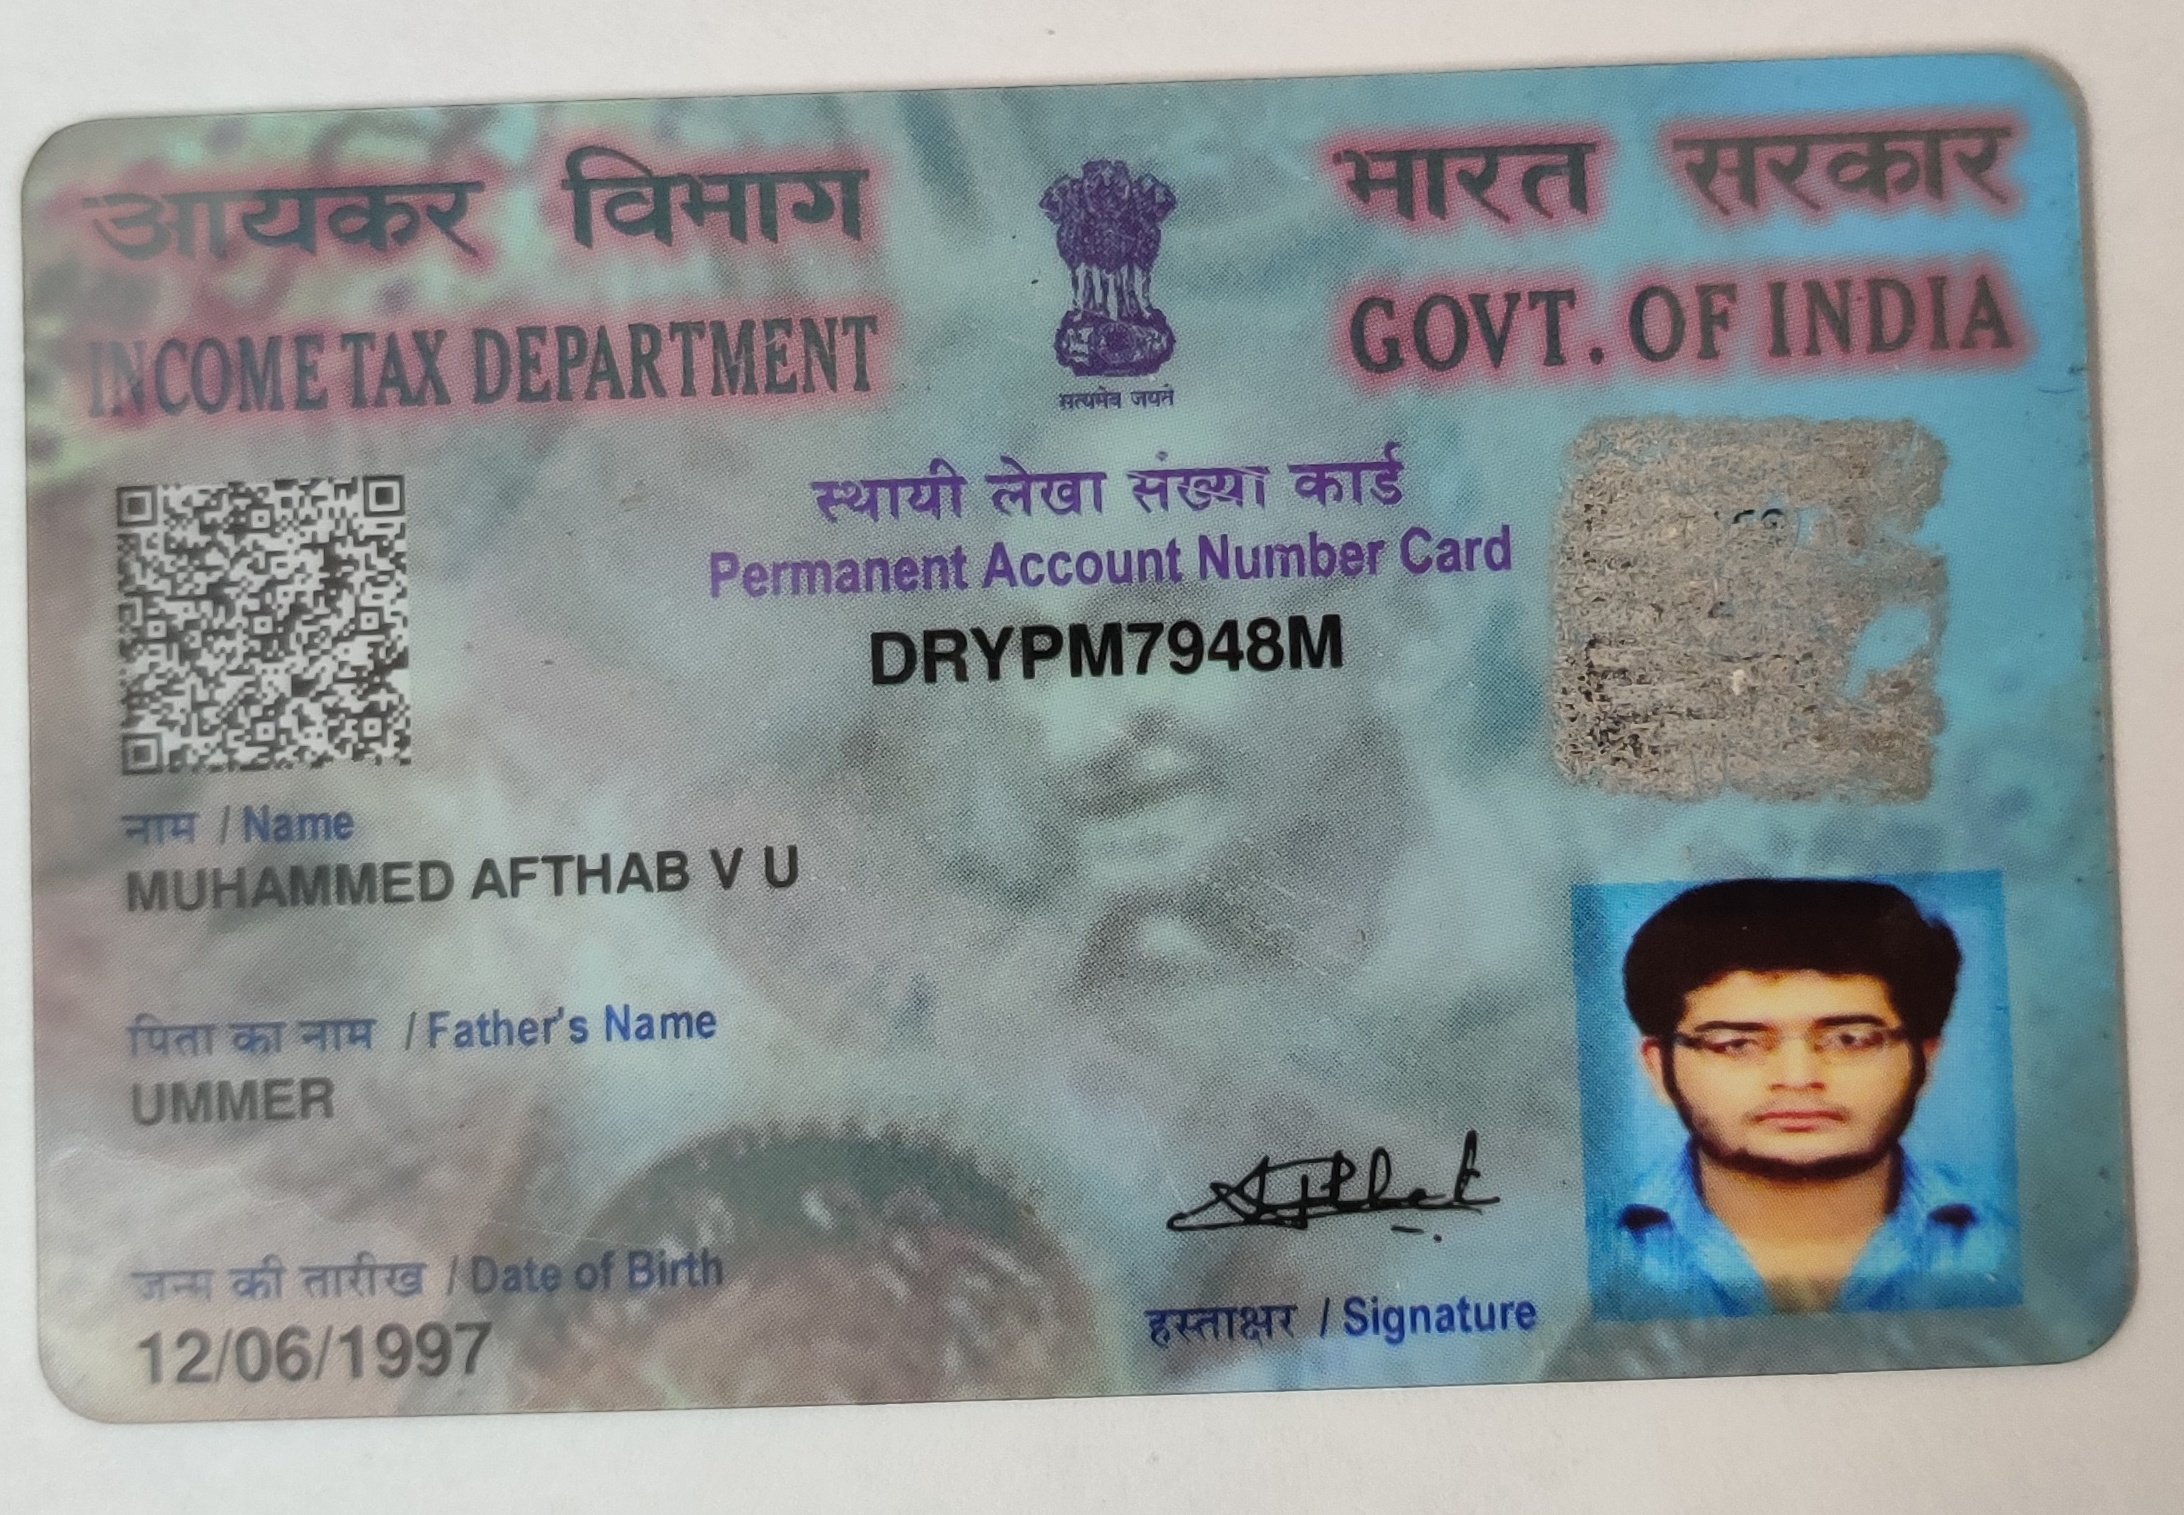 आयकर विभाग
INCOME TAX DEPARTMENT
भारत सरकार
GOVT. OF INDIA
सत्यमेव जयते
स्थायी लेखा संख्या कार्ड
Permanent Account Number Card
DRYPM7948M
नाम / Name
MUHAMMED AFTHAB V U
पिता का नाम / Father's Name
UMMER
जन्म की तारीख / Date of Birth
12/06/1997
हस्ताक्षर / Signature